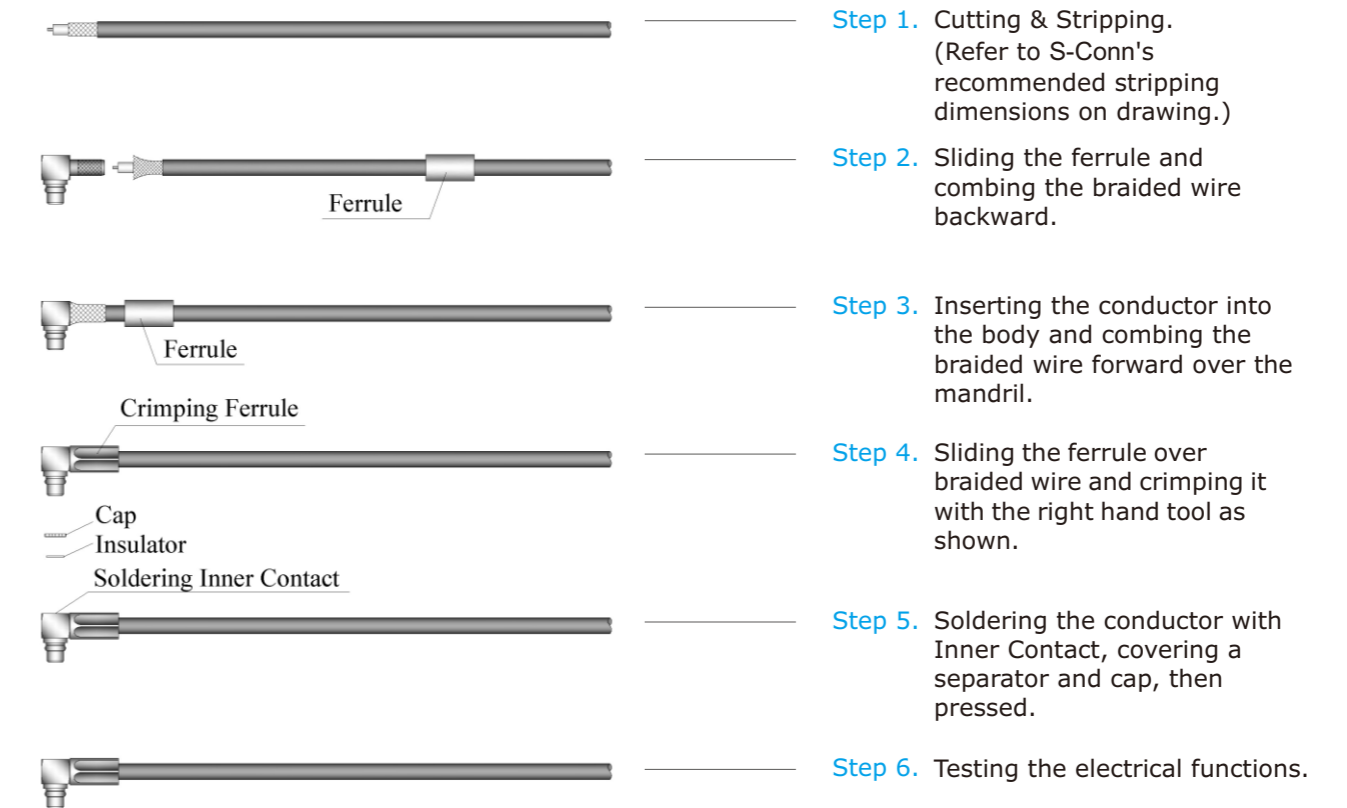 Step 1. Cutting & Stripping.
(Refer to S-Conn's
recommended stripping
dimensions on drawing.)
Step 2. Sliding the ferrule and
combing the braided wire
backward.
Ferrule
Step 3. Inserting the conductor into
the body and combing the
braided wire forward over the
mandril.
Ferrule
Crimping Ferrule
Step 4. Sliding the ferrule over
braided wire and crimping it
with the right hand tool as
shown.
Cap
Insulator
Soldering Inner Contact
Step 5. Soldering the conductor with
Inner Contact, covering a
separator and cap, then
pressed.
Step 6. Testing the electrical functions.